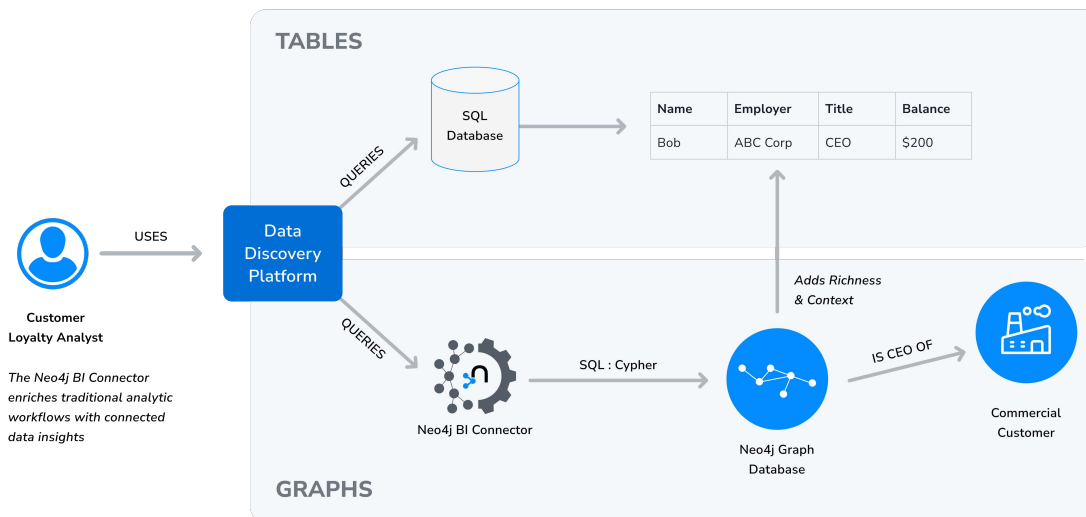 TABLES
SQL
Database
Name Employer Title Balance
Bob ABC Corp CEO $200
QUERIES
USES
Data
Discovery
Platform
Customer
Loyalty Analyst
The Neo4j BI Connector
enriches traditional analytic
workflows with connected
data insights
QUERIES
Neo4j BI Connector
SQL : Cypher
Adds Richness
& Context
Neo4j Graph
Database
IS CEO OF
Commercial
Customer
GRAPHS